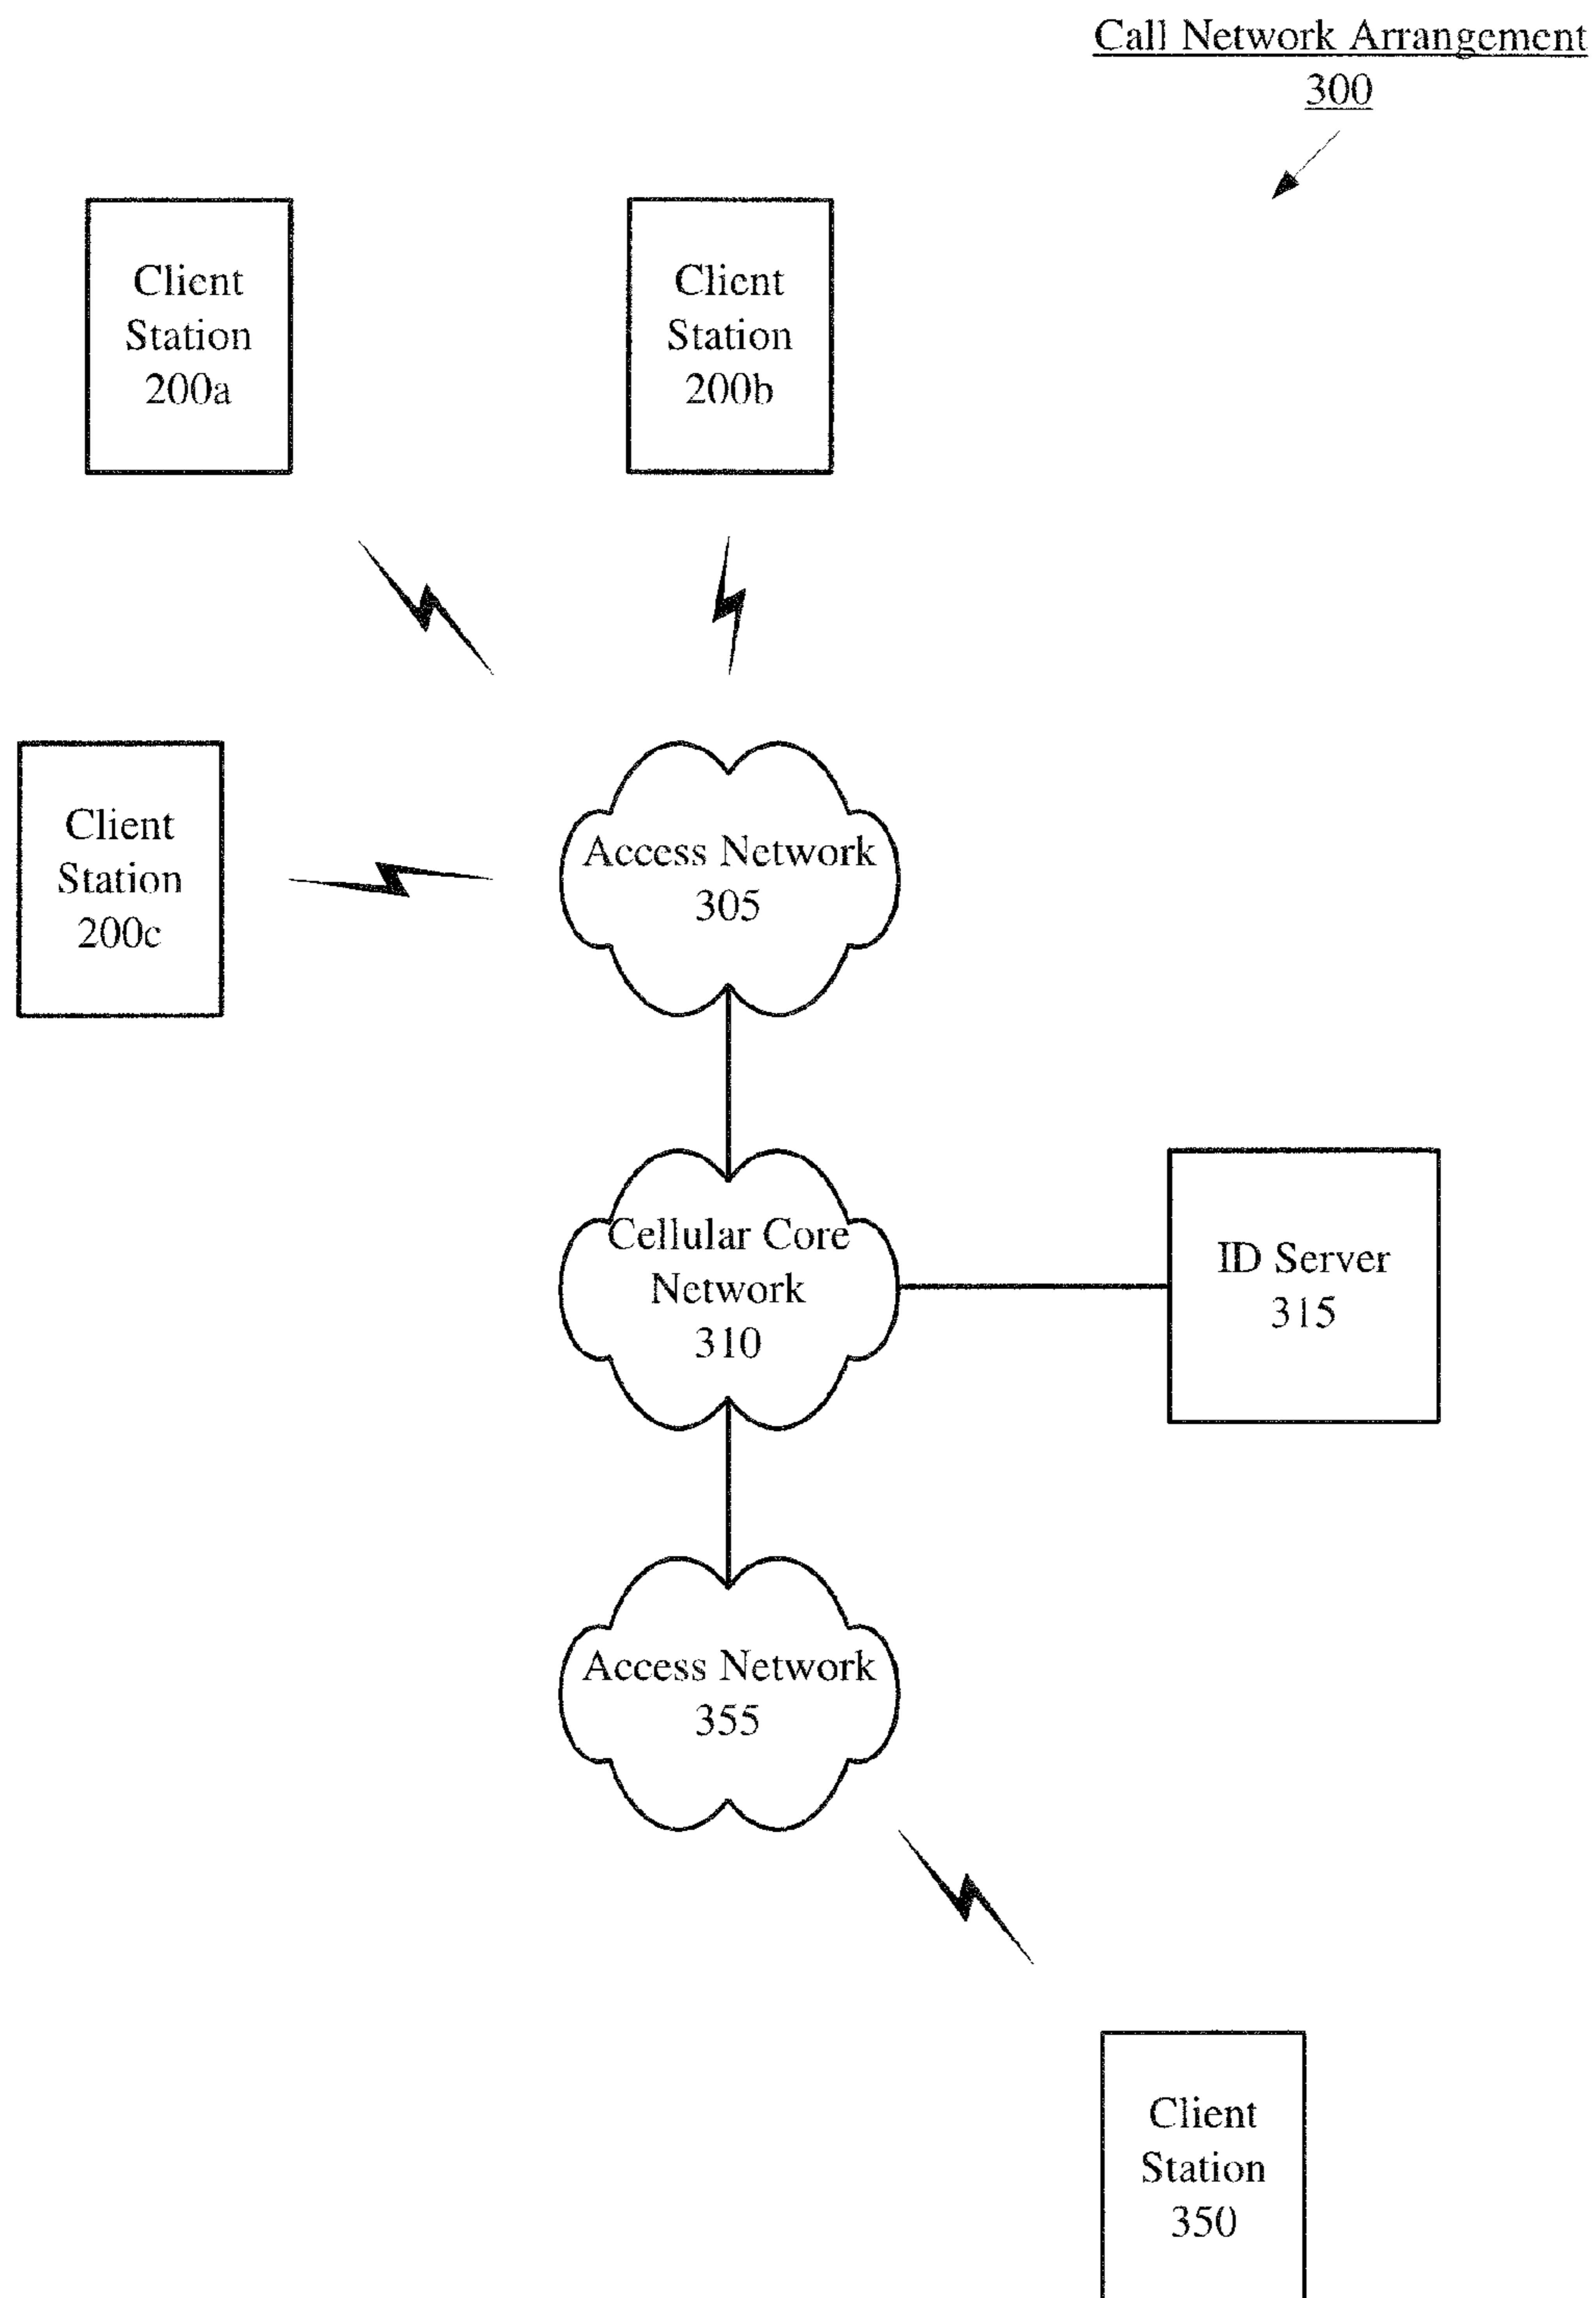 Call Network Arrangement
300
Client
Station
200a
Client
Station
200b
Client
Station
200c
Access Network
305
Cellular Core
Network
310
ID Server
315
Access Network
355
Client
Station
350